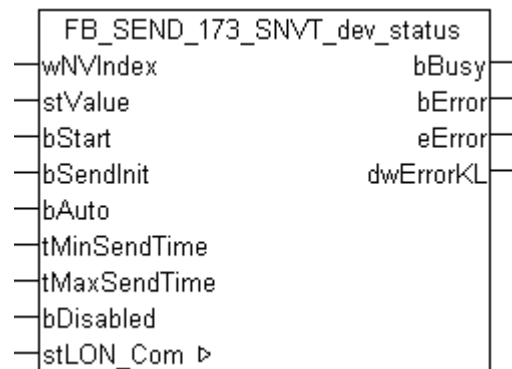 FB_SEND_173_SNVT_dev_status
wNVIndex bBusy
stValue bError
bStart eError
bSendInit dwErrorKL
bAuto
tMinSendTime
tMaxSendTime
bDisabled
stLON_Com ▷